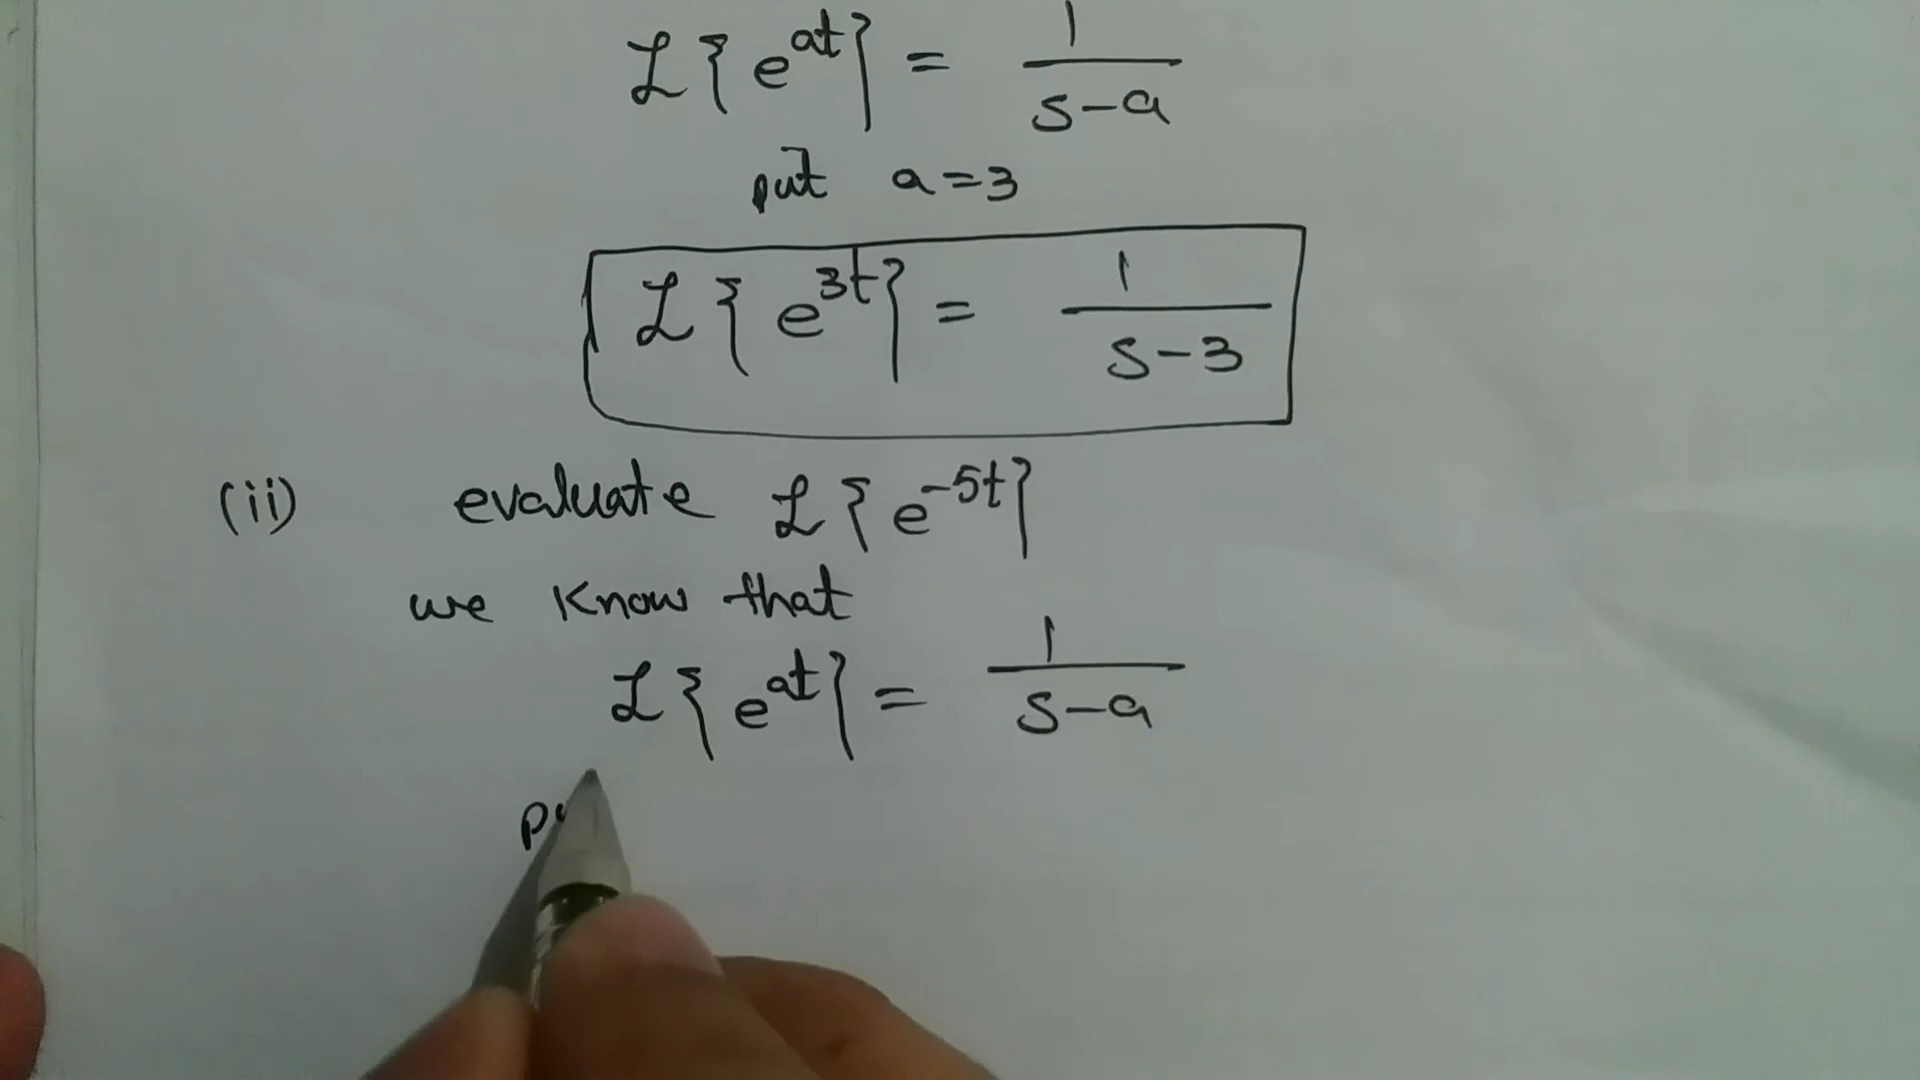 ℒ{e^{at}} = 1/(s-a)
put a=3
ℒ{e^{3t}} = 1/(s-3)
(ii) evaluate ℒ{e^{-5t}}
we know that
ℒ{e^{at}} = 1/(s-a)